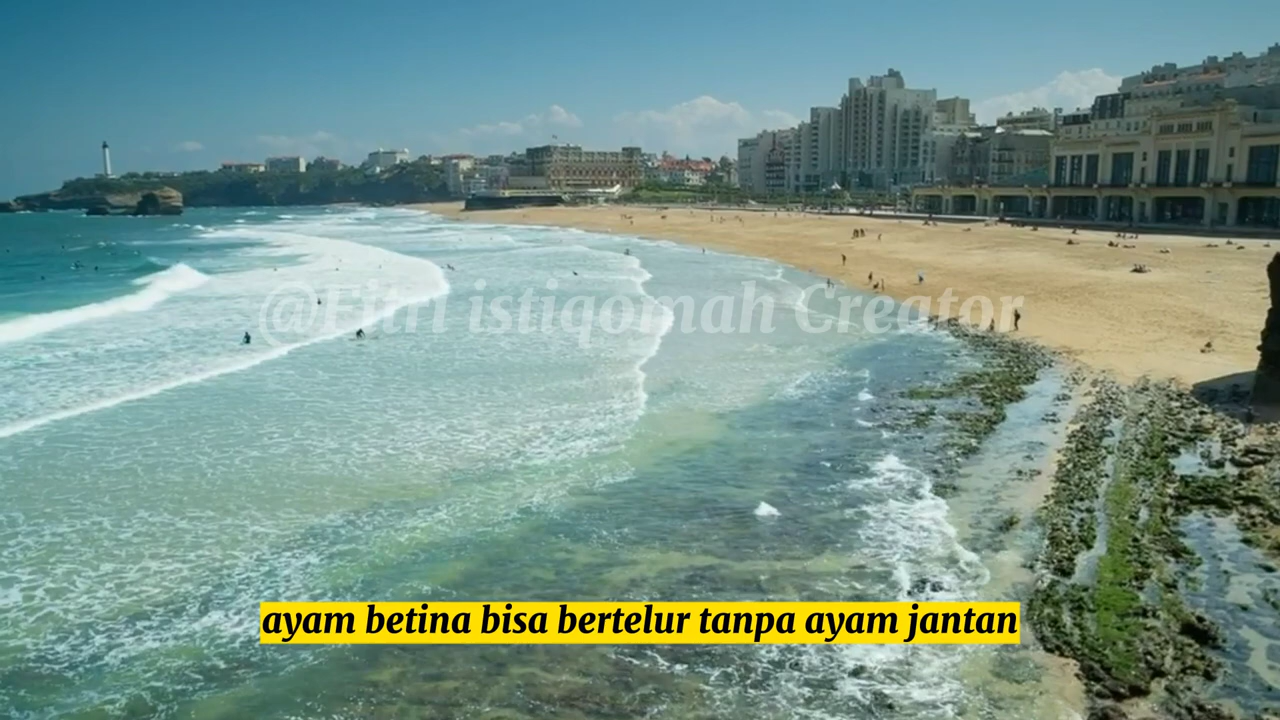 @Fitri istiqomah Creator
ayam betina bisa bertelur tanpa ayam jantan